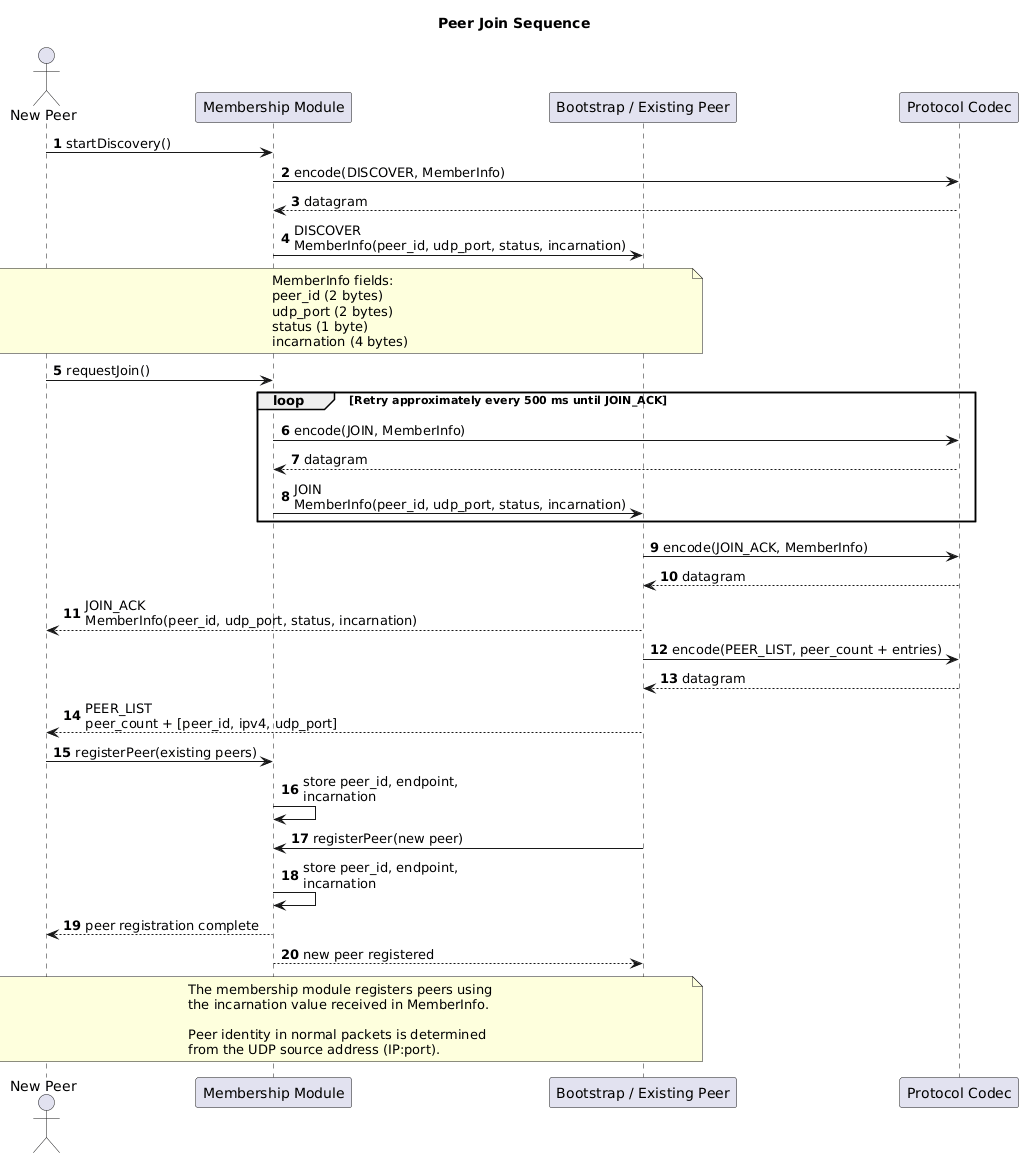 Peer Join Sequence
New Peer
Membership Module
Bootstrap / Existing Peer
Protocol Codec
1 startDiscovery()
2 encode(DISCOVER, MemberInfo)
3 datagram
4 DISCOVER
MemberInfo(peer_id, udp_port, status, incarnation)
MemberInfo fields:
peer_id (2 bytes)
udp_port (2 bytes)
status (1 byte)
incarnation (4 bytes)
5 requestJoin()
loop [Retry approximately every 500 ms until JOIN_ACK]
6 encode(JOIN, MemberInfo)
7 datagram
8 JOIN
MemberInfo(peer_id, udp_port, status, incarnation)
9 encode(JOIN_ACK, MemberInfo)
10 datagram
11 JOIN_ACK
MemberInfo(peer_id, udp_port, status, incarnation)
12 encode(PEER_LIST, peer_count + entries)
13 datagram
14 PEER_LIST
peer_count + [peer_id, ipv4, udp_port]
15 registerPeer(existing peers)
16 store peer_id, endpoint,
incarnation
17 registerPeer(new peer)
18 store peer_id, endpoint,
incarnation
19 peer registration complete
20 new peer registered
The membership module registers peers using
the incarnation value received in MemberInfo.
Peer identity in normal packets is determined
from the UDP source address (IP:port).
New Peer
Membership Module
Bootstrap / Existing Peer
Protocol Codec